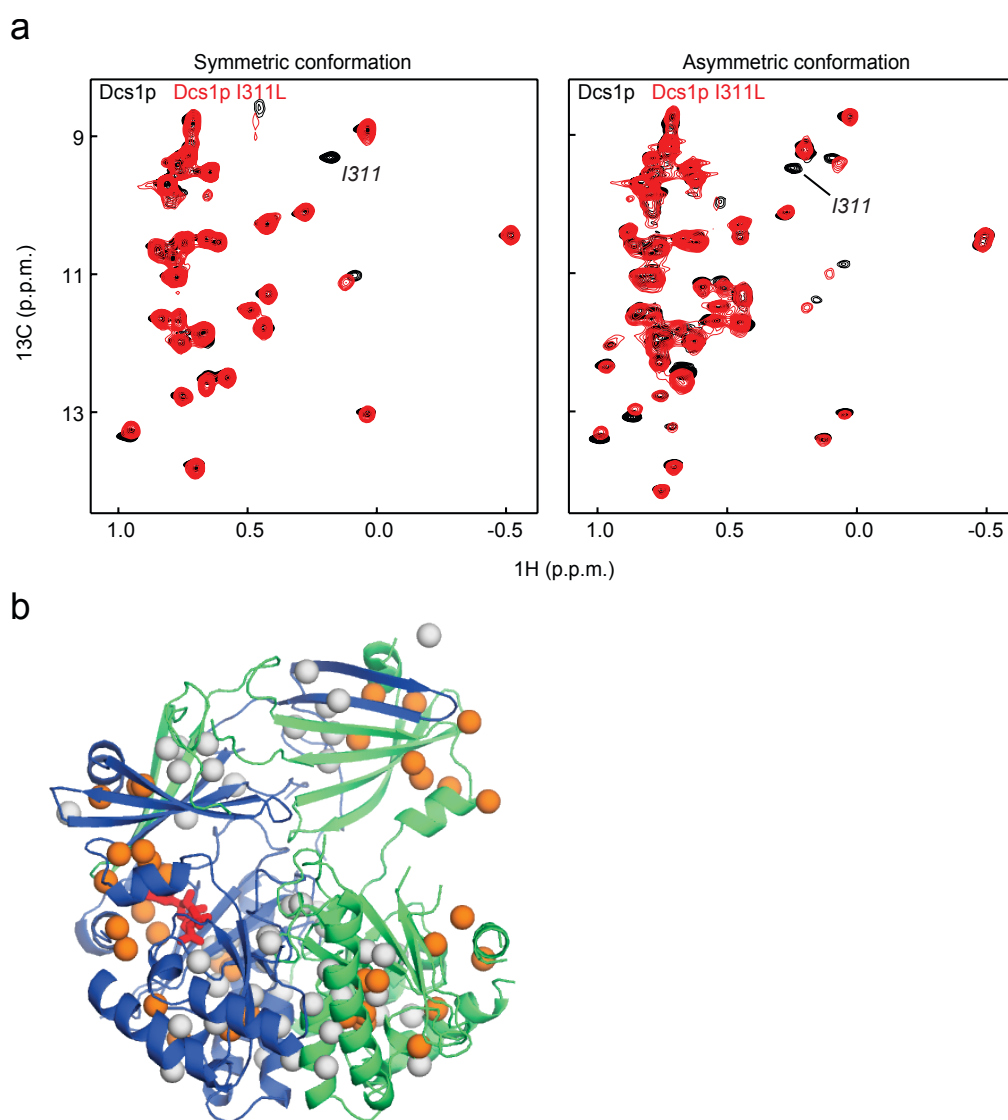 a
Symmetric conformation
Asymmetric conformation
Dcs1p Dcs1p I311L
Dcs1p Dcs1p I311L
9
I311
I311
11
13C (p.p.m.)
13
1.0 0.5 0.0 -0.5
1.0 0.5 0.0 -0.5
1H (p.p.m.)
b